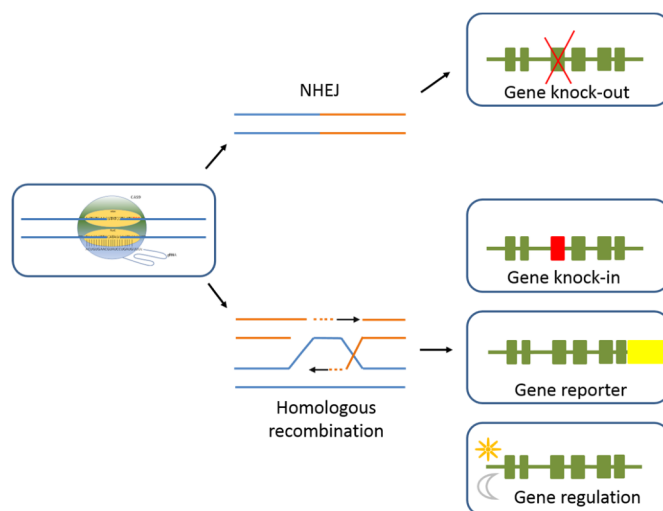 NHEJ
Gene knock-out
Gene knock-in
Homologous
recombination
Gene reporter
Gene regulation